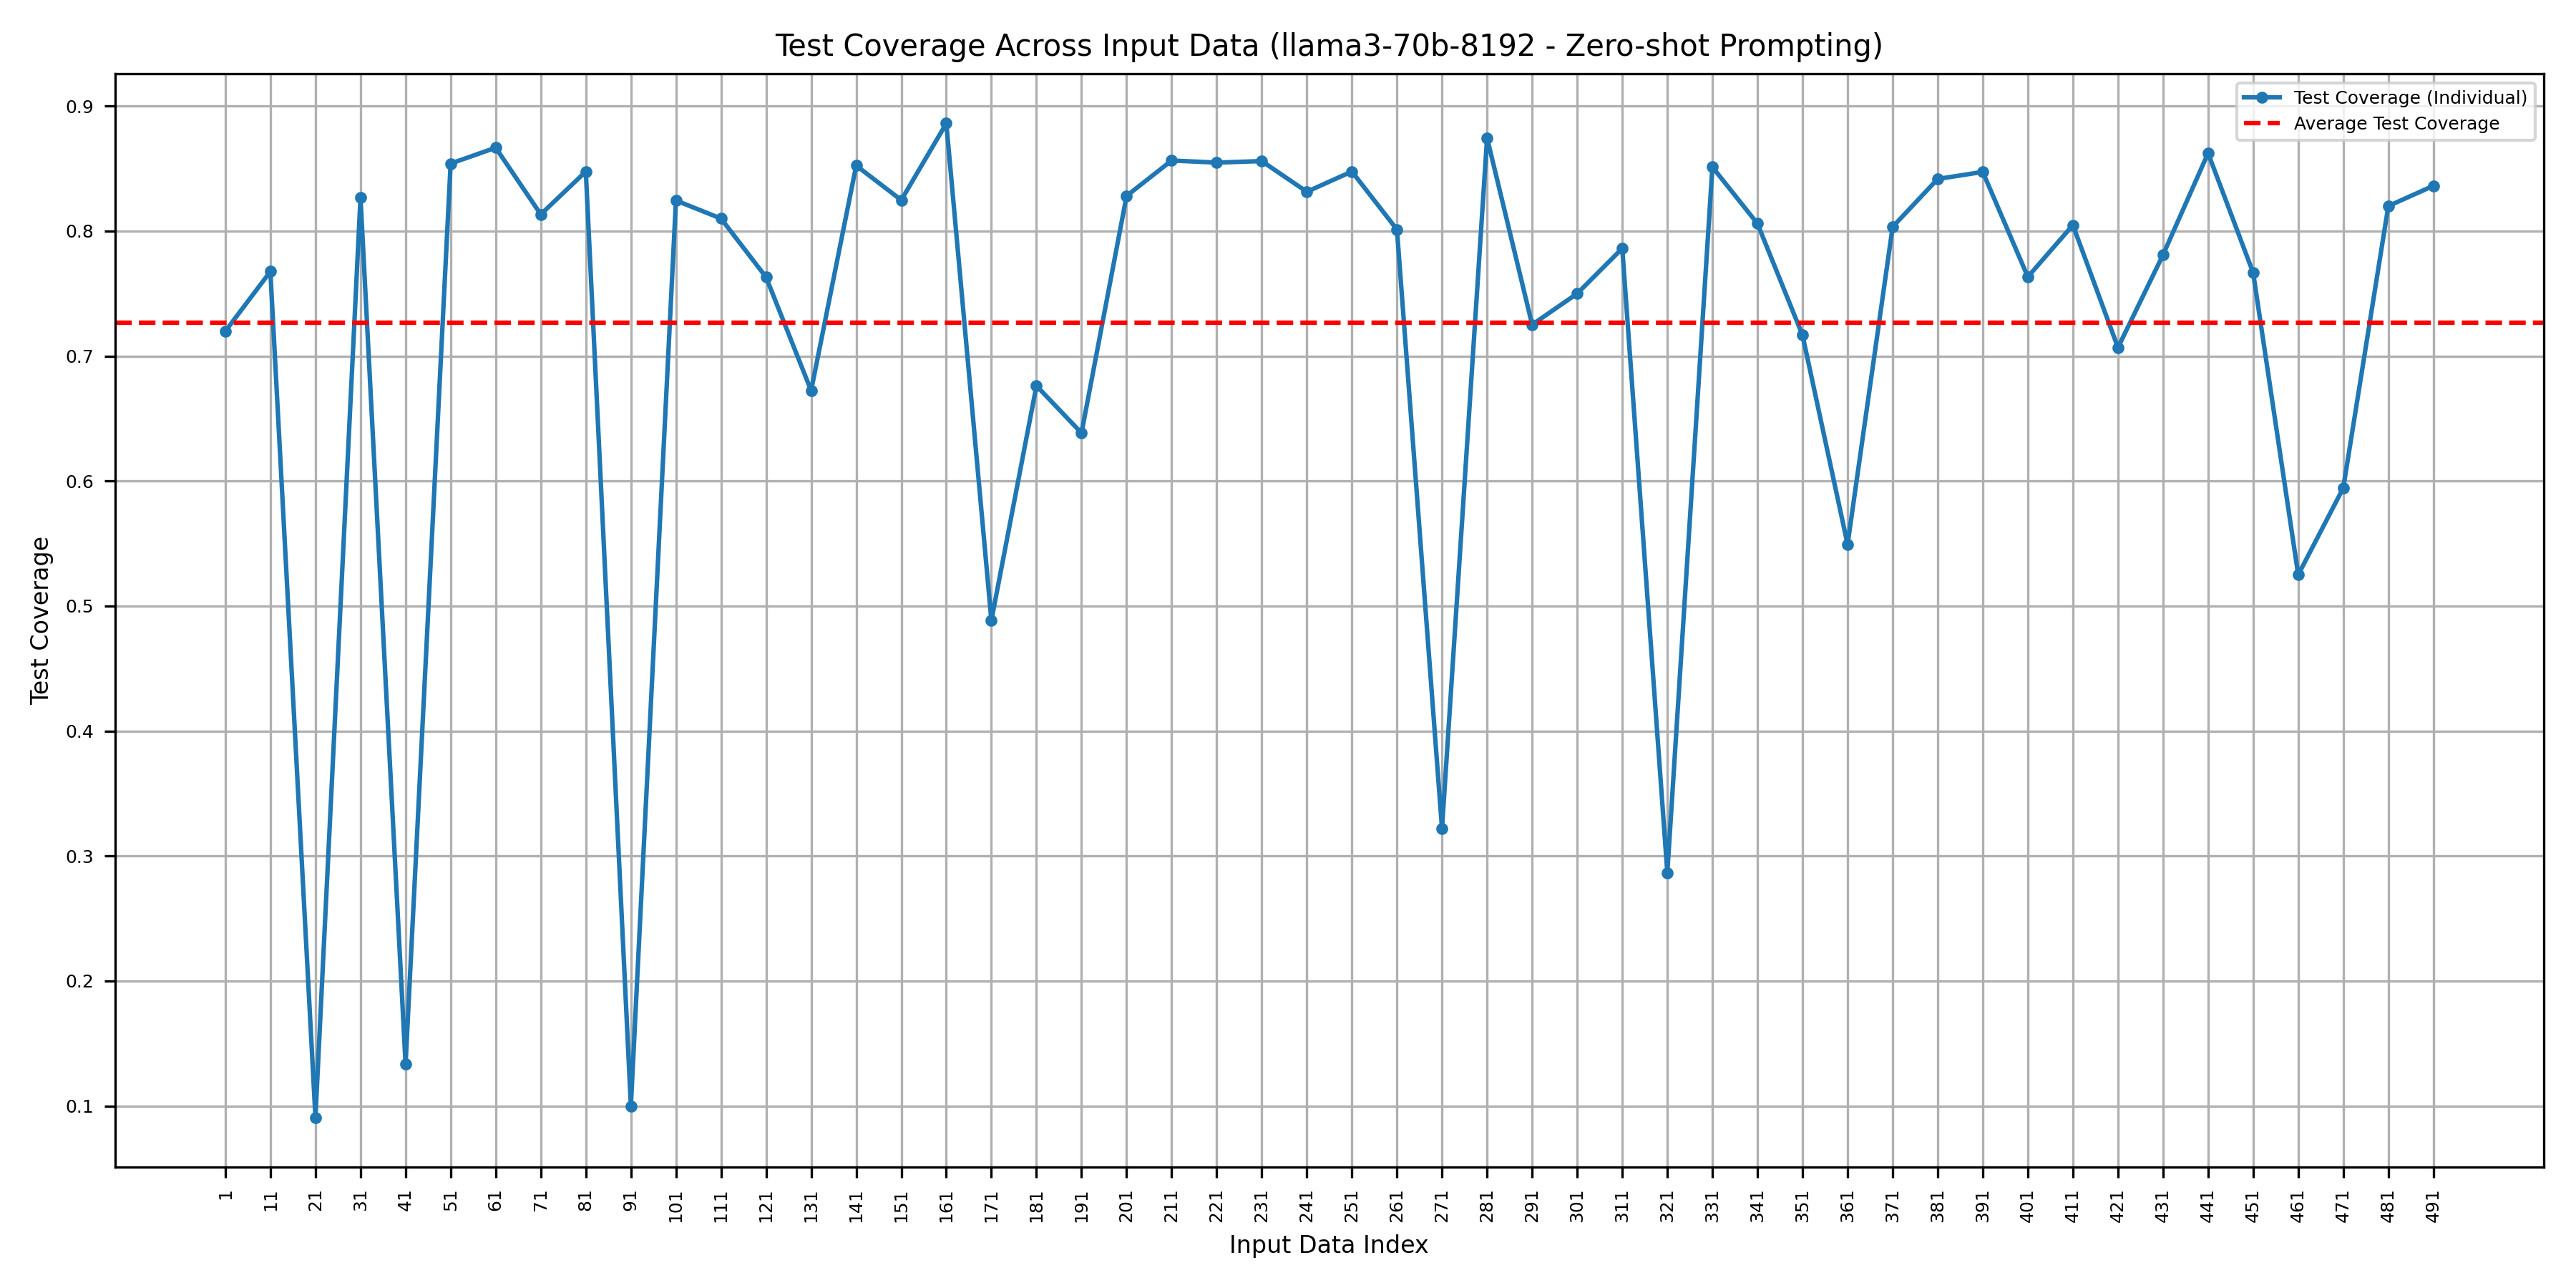 Test Coverage Across Input Data (llama3-70b-8192 - Zero-shot Prompting)
Test Coverage (Individual)
Average Test Coverage
Test Coverage
0.9
0.8
0.7
0.6
0.5
0.4
0.3
0.2
0.1
1 11 21 31 41 51 61 71 81 91 101 111 121 131 141 151 161 171 181 191 201 211 221 231 241 251 261 271 281 291 301 311 321 331 341 351 361 371 381 391 401 411 421 431 441 451 461 471 481 491
Input Data Index